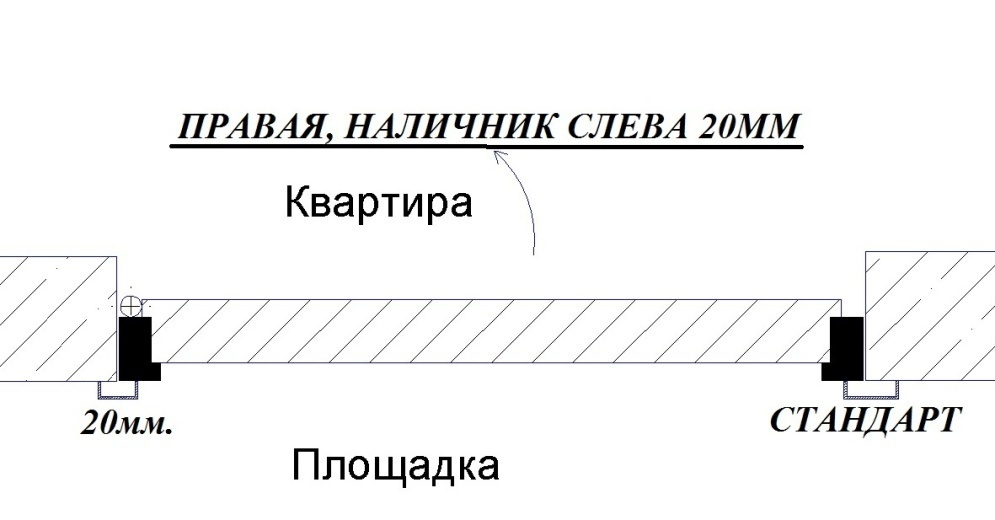 ПРАВАЯ, НАЛИЧНИК СЛЕВА 20ММ
Квартира
20мм.
СТАНДАРТ
Площадка